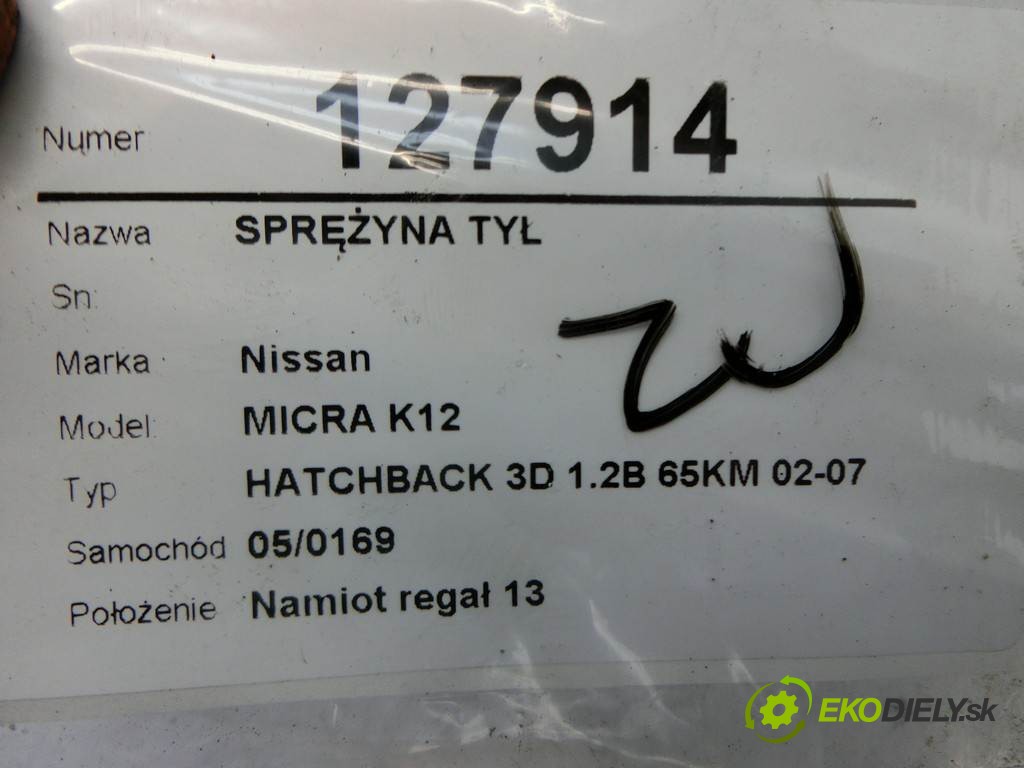 Numer 127914
Nazwa SPRĘŻYNA TYŁ
Sn:
Marka Nissan
Model: MICRA K12
Typ HATCHBACK 3D 1.2B 65KM 02-07
Samochód 05/0169
Położenie Namiot regał 13
EKODIELY.sk